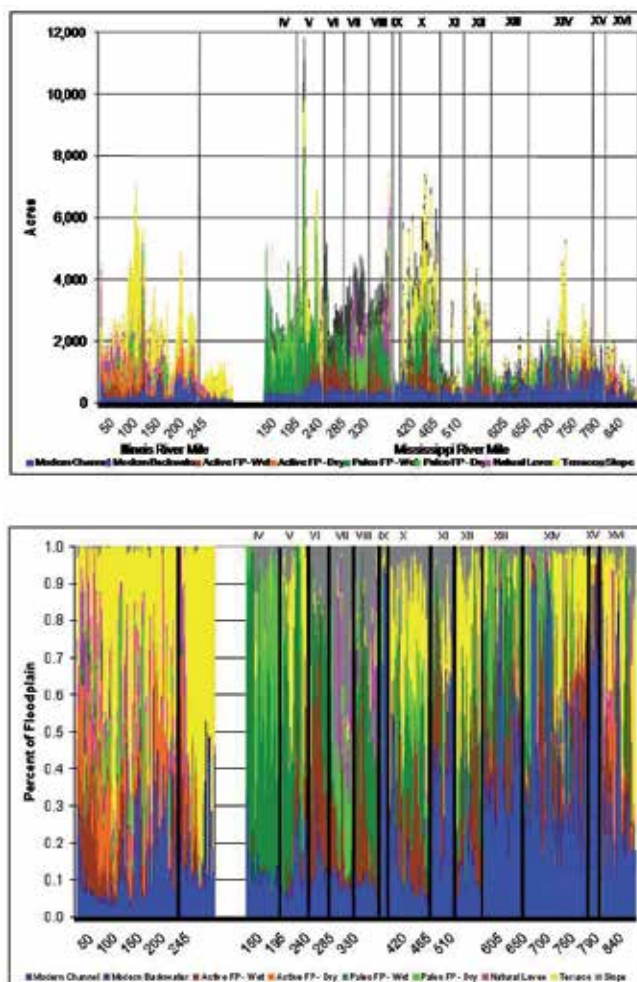 IV V VI VII VIII IX X XI XII XIII XIV XV XVI
12,000
10,000
8,000
6,000
4,000
2,000
0
Acres
50 100 150 200 245 150 195 240 285 330 420 465 510 605 650 700 750 790 840
Illinois River Mile Mississippi River Mile
Modern Channel Modern Backwater Active FP - Wet Active FP - Dry Paleo FP - Wet Paleo FP - Dry Natural Levee Terrace Slope
IV V VI VII VIII IX X XI XII XIII XIV XV XVI
1.0
0.9
0.8
0.7
0.6
0.5
0.4
0.3
0.2
0.1
0.0
Percent of Floodplain
50 100 150 200 245 150 195 240 285 330 420 465 510 605 650 700 750 790 840
Modern Channel Modern Backwater Active FP - Wet Active FP - Dry Paleo FP - Wet Paleo FP - Dry Natural Levee Terrace Slope